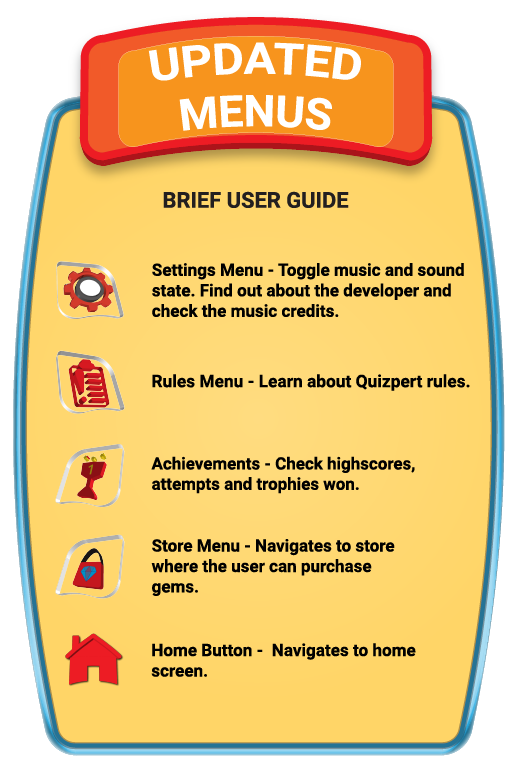 UPDATED
MENUS
BRIEF USER GUIDE
Settings Menu - Toggle music and sound
state. Find out about the developer and
check the music credits.
Rules Menu - Learn about Quizpert rules.
1
Achievements - Check highscores,
attempts and trophies won.
Store Menu - Navigates to store
where the user can purchase
gems.
Home Button -  Navigates to home
screen.